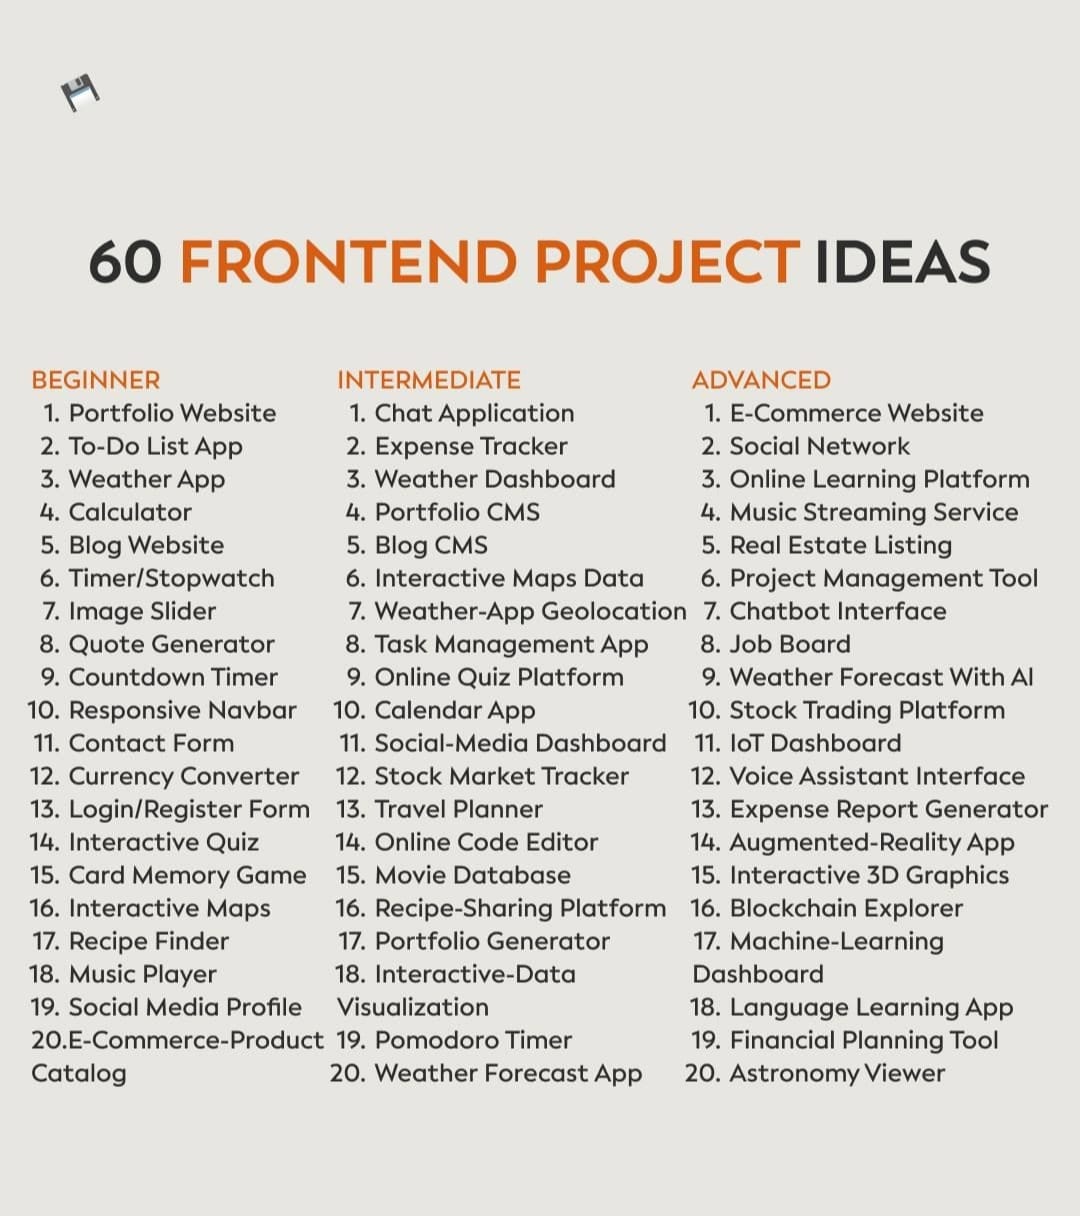 60 FRONTEND PROJECT IDEAS
BEGINNER
1. Portfolio Website
2. To-Do List App
3. Weather App
4. Calculator
5. Blog Website
6. Timer/Stopwatch
7. Image Slider
8. Quote Generator
9. Countdown Timer
10. Responsive Navbar
11. Contact Form
12. Currency Converter
13. Login/Register Form
14. Interactive Quiz
15. Card Memory Game
16. Interactive Maps
17. Recipe Finder
18. Music Player
19. Social Media Profile
20.E-Commerce-Product
Catalog
INTERMEDIATE
1. Chat Application
2. Expense Tracker
3. Weather Dashboard
4. Portfolio CMS
5. Blog CMS
6. Interactive Maps Data
7. Weather-App Geolocation
8. Task Management App
9. Online Quiz Platform
10. Calendar App
11. Social-Media Dashboard
12. Stock Market Tracker
13. Travel Planner
14. Online Code Editor
15. Movie Database
16. Recipe-Sharing Platform
17. Portfolio Generator
18. Interactive-Data
Visualization
19. Pomodoro Timer
20. Weather Forecast App
ADVANCED
1. E-Commerce Website
2. Social Network
3. Online Learning Platform
4. Music Streaming Service
5. Real Estate Listing
6. Project Management Tool
7. Chatbot Interface
8. Job Board
9. Weather Forecast With AI
10. Stock Trading Platform
11. IoT Dashboard
12. Voice Assistant Interface
13. Expense Report Generator
14. Augmented-Reality App
15. Interactive 3D Graphics
16. Blockchain Explorer
17. Machine-Learning
Dashboard
18. Language Learning App
19. Financial Planning Tool
20. Astronomy Viewer